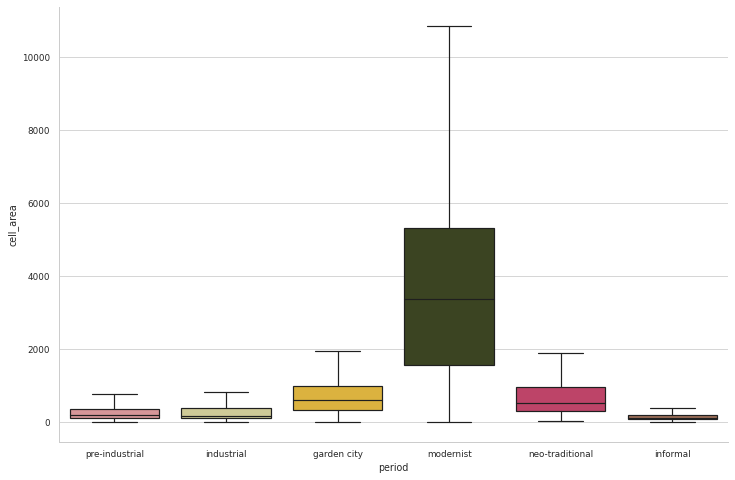 10000
8000
6000
4000
2000
0
cell_area
pre-industrial industrial garden city modernist neo-traditional informal
period